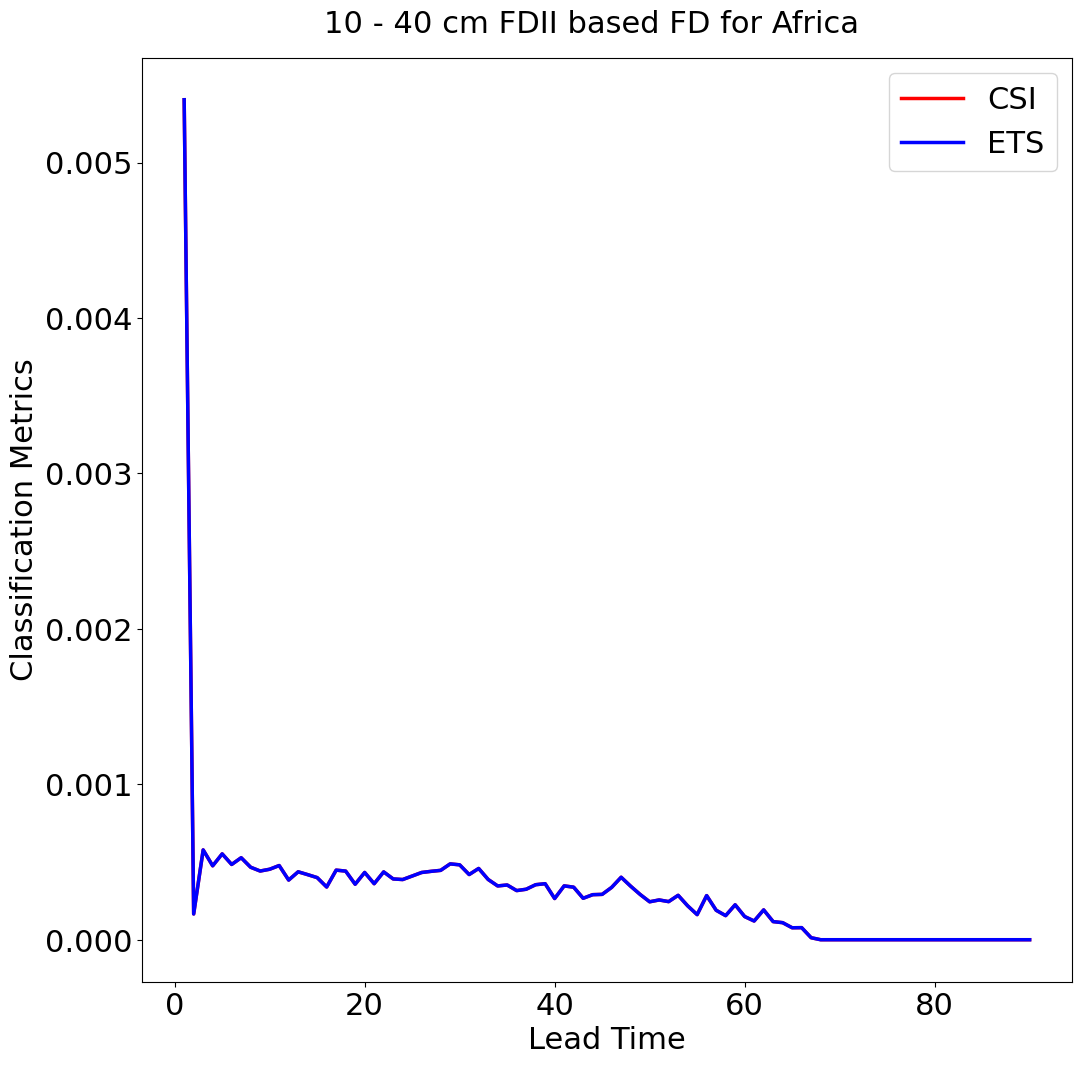 10 - 40 cm FDII based FD for Africa
CSI
ETS
Classification Metrics
0.005
0.004
0.003
0.002
0.001
0.000
0 20 40 60 80
Lead Time